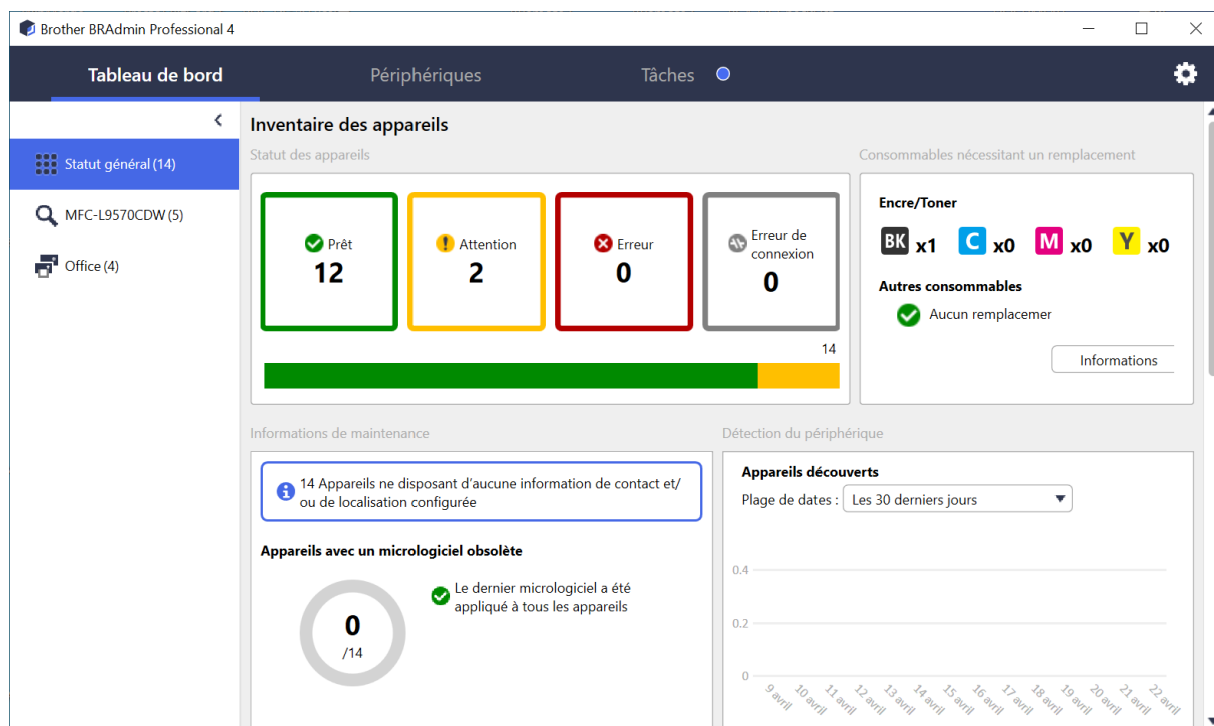 Brother BRAdmin Professional 4
Tableau de bord
Périphériques
Tâches
Statut général (14)
MFC-L9570CDW (5)
Office (4)
Inventaire des appareils
Statut des appareils
Prêt
12
Attention
2
Erreur
0
Erreur de
connexion
0
14
Consommables nécessitant un remplacement
Encre/Toner
BK x1 C x0 M x0 Y x0
Autres consommables
Aucun remplacemer
Informations
Informations de maintenance
14 Appareils ne disposant d'aucune information de contact et/
ou de localisation configurée
Appareils avec un micrologiciel obsolète
0
/14
Le dernier micrologiciel a été
appliqué à tous les appareils
Détection du périphérique
Appareils découverts
Plage de dates : Les 30 derniers jours
0.4
0.2
0
9 avril 10 avril 11 avril 12 avril 13 avril 14 avril 15 avril 16 avril 17 avril 18 avril 19 avril 20 avril 21 avril 22 avril